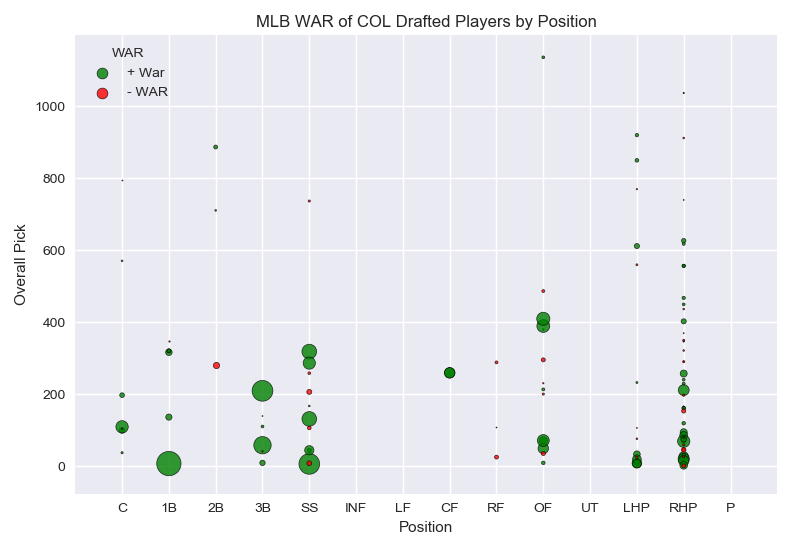 MLB WAR of COL Drafted Players by Position
WAR
+ War
- WAR
Overall Pick
1000
800
600
400
200
0
C 1B 2B 3B SS INF LF CF RF OF UT LHP RHP P
Position